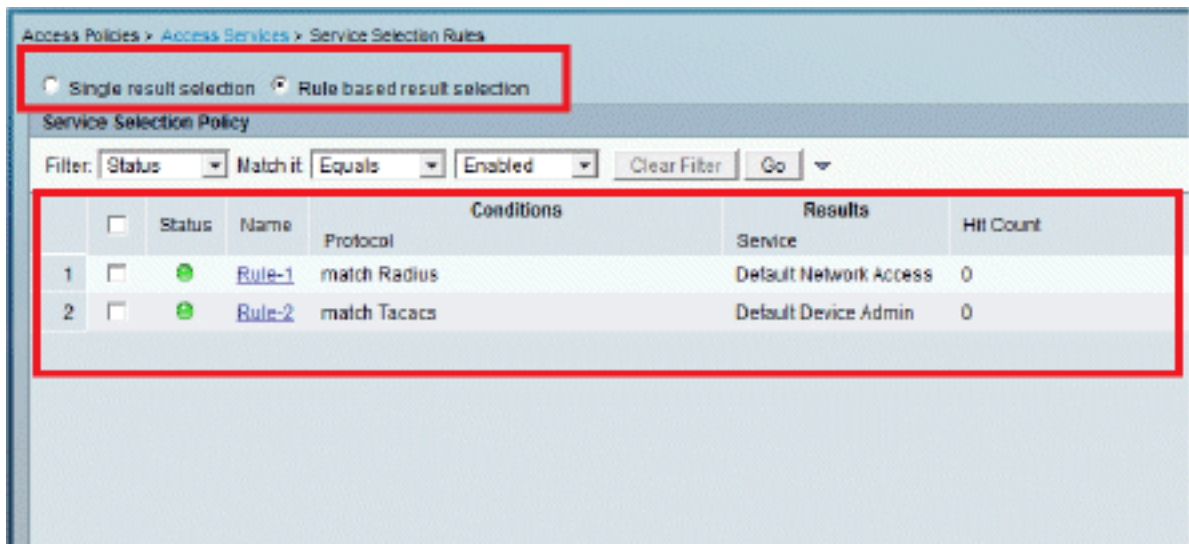 Access Policies > Access Services > Service Selection Rules
Single result selection Rule based result selection
Service Selection Policy
Filter: Status Match if: Equals Enabled Clear Filter Go
Status Name Conditions Results Hit Count
Protocol Service
1 Rule-1 match Radius Default Network Access 0
2 Rule-2 match Tacacs Default Device Admin 0